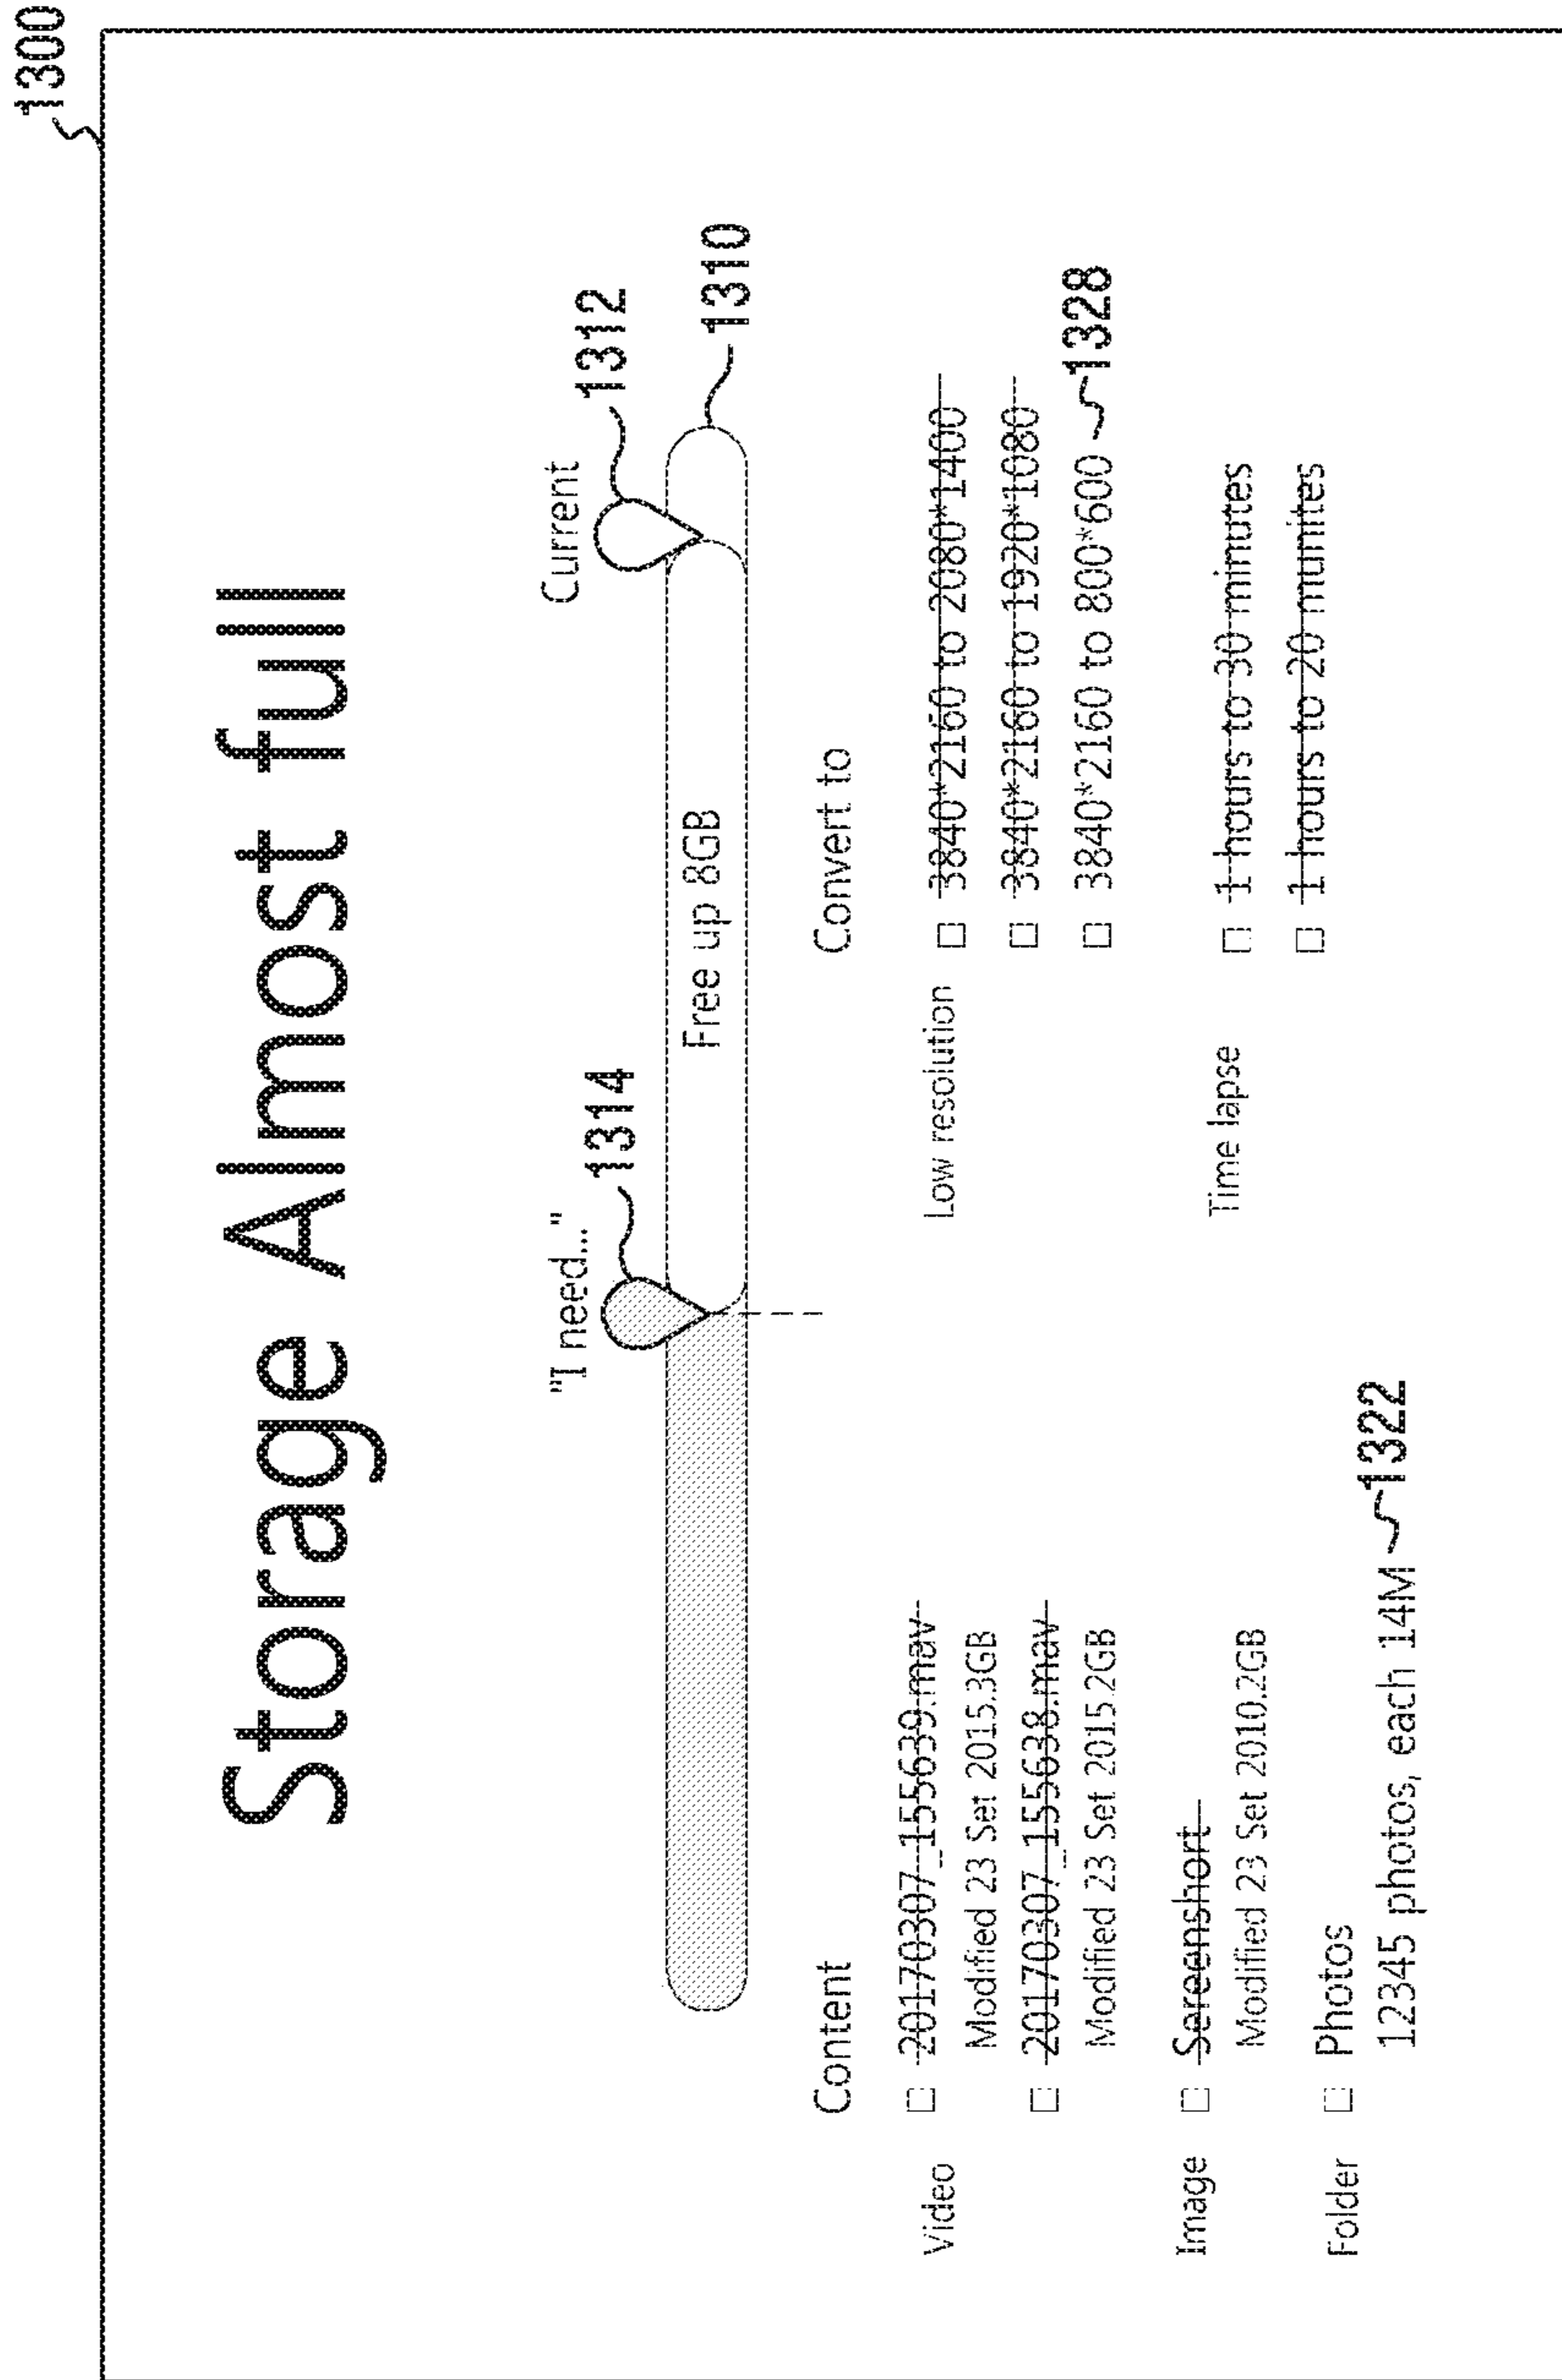 1300
Storage Almost full
"I need..."
1314
Current
1312
1310
Free up 8GB
Content
Video
□ 20170307_155639.mav
Modified 23 Set 2015.3GB
□ 20170307_155638.mav
Modified 23 Set 2015.2GB
Image
□ Sereenshort
Modified 23 Set 2010.2GB
Folder
□ Photos
12345 photos, each 14M
1322
Convert to
Low resolution
□ 3840*2160 to 2080*1400
□ 3840*2160 to 1920*1080
□ 3840*2160 to 800*600
1328
Time lapse
□ 1 hours to 30 minutes
□ 1 hours to 20 munites